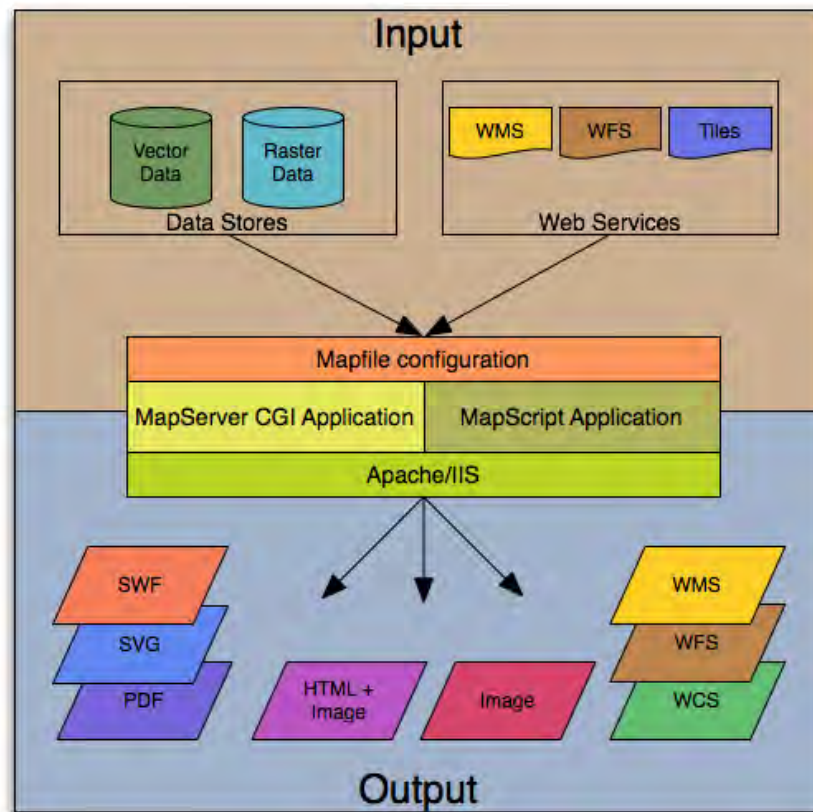 Input
Vector
Data
Raster
Data
Data Stores
WMS
WFS
Tiles
Web Services
Mapfile configuration
MapServer CGI Application
MapScript Application
Apache/IIS
SWF
SVG
PDF
HTML +
Image
Image
WMS
WFS
WCS
Output